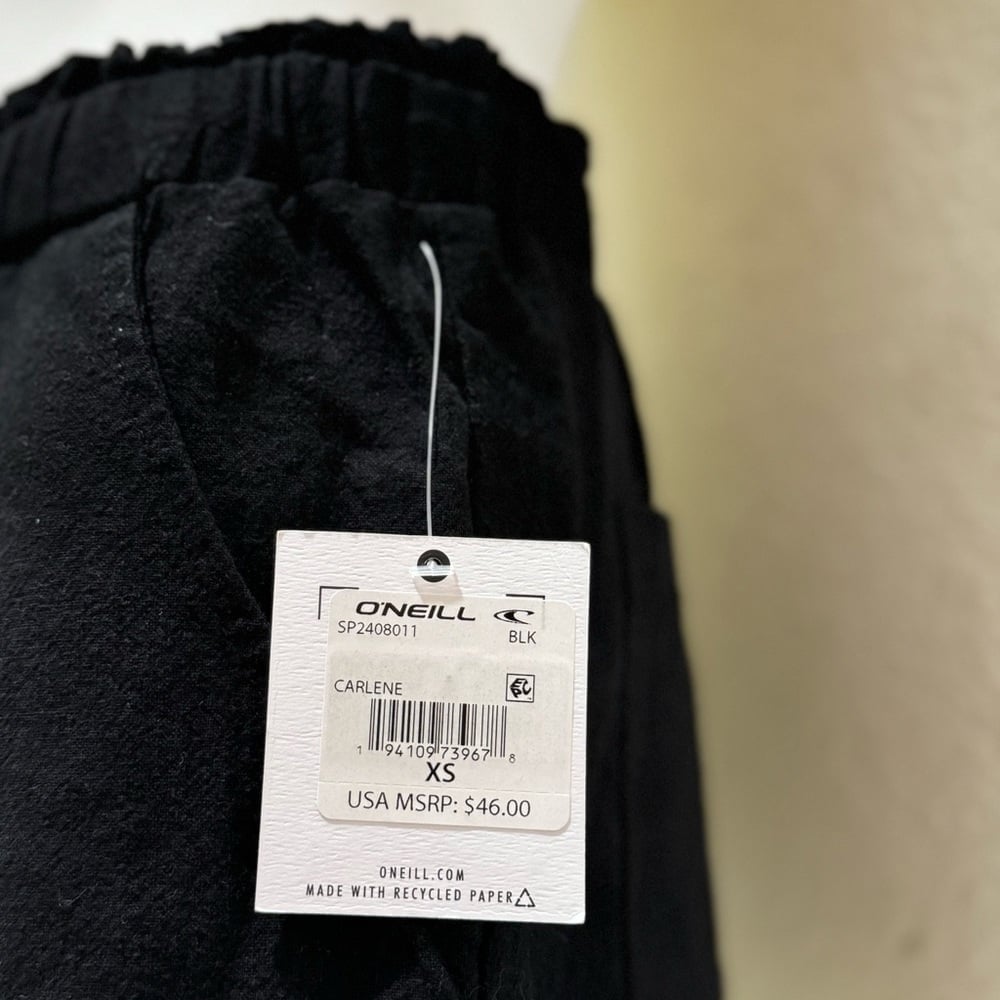 O'NEILL
SP2408011 BLK
CARLENE
1 94109 73967 8
XS
USA MSRP: $46.00
ONEILL.COM
MADE WITH RECYCLED PAPER